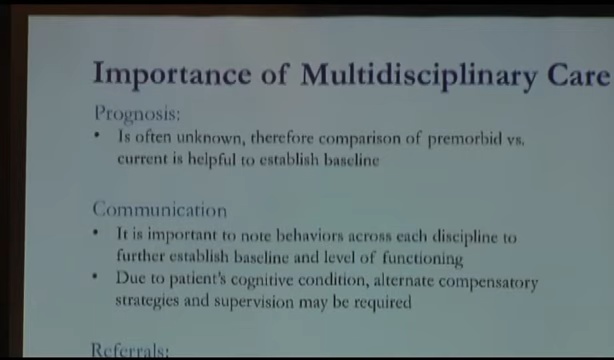 Importance of Multidisciplinary Care
Prognosis:
• Is often unknown, therefore comparison of premorbid vs.
current is helpful to establish baseline
Communication
• It is important to note behaviors across each discipline to
further establish baseline and level of functioning
• Due to patient's cognitive condition, alternate compensatory
strategies and supervision may be required
Referrals: